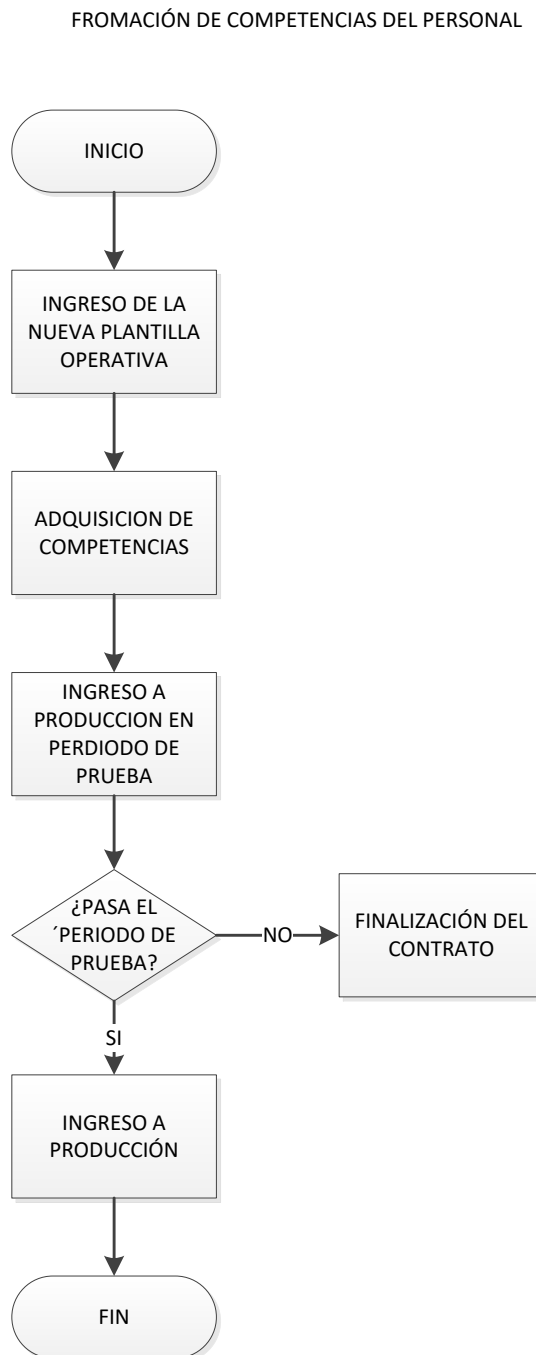 FROMACIÓN DE COMPETENCIAS DEL PERSONAL
INICIO
INGRESO DE LA
NUEVA PLANTILLA
OPERATIVA
ADQUISICION DE
COMPETENCIAS
INGRESO A
PRODUCCION EN
PERDIODO DE
PRUEBA
¿PASA EL
´PERIODO DE
PRUEBA?
NO
FINALIZACIÓN DEL
CONTRATO
SI
INGRESO A
PRODUCCIÓN
FIN